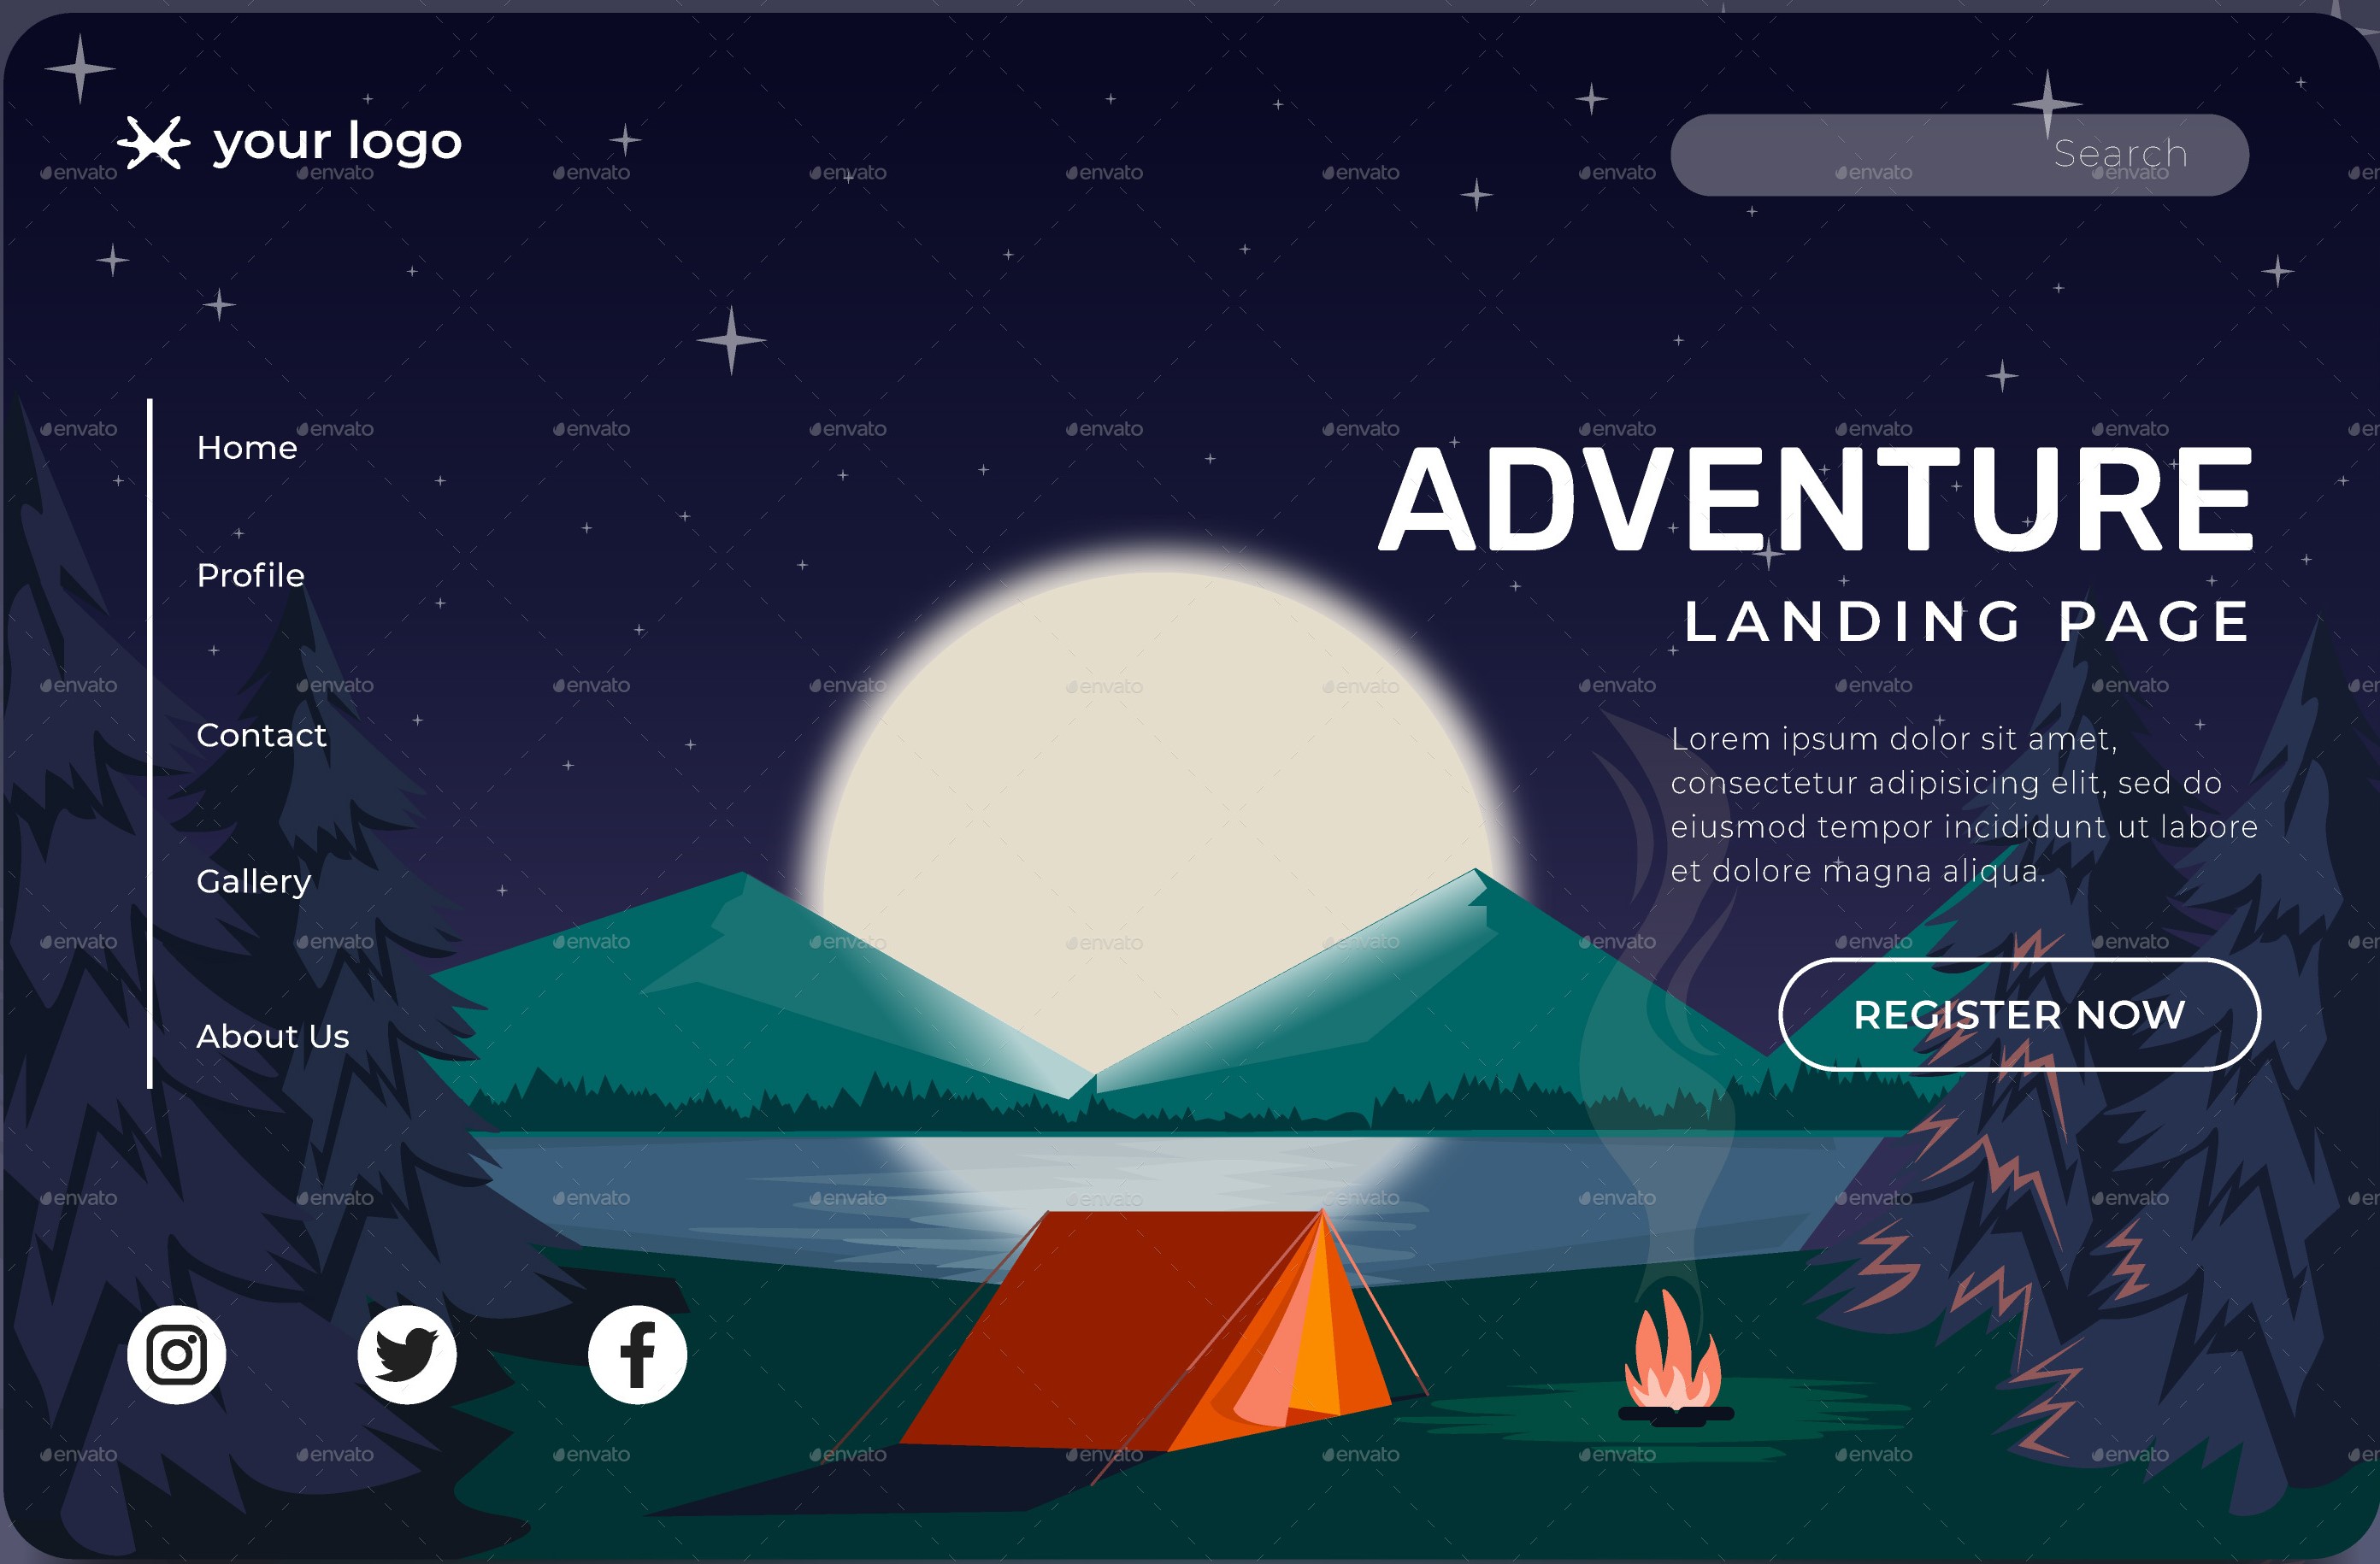 your logo
Search
Home
Profile
Contact
Gallery
About Us
ADVENTURE
LANDING PAGE
Lorem ipsum dolor sit amet,
consectetur adipisicing elit, sed do
eiusmod tempor incididunt ut labore
et dolore magna aliqua.
REGISTER NOW
envato